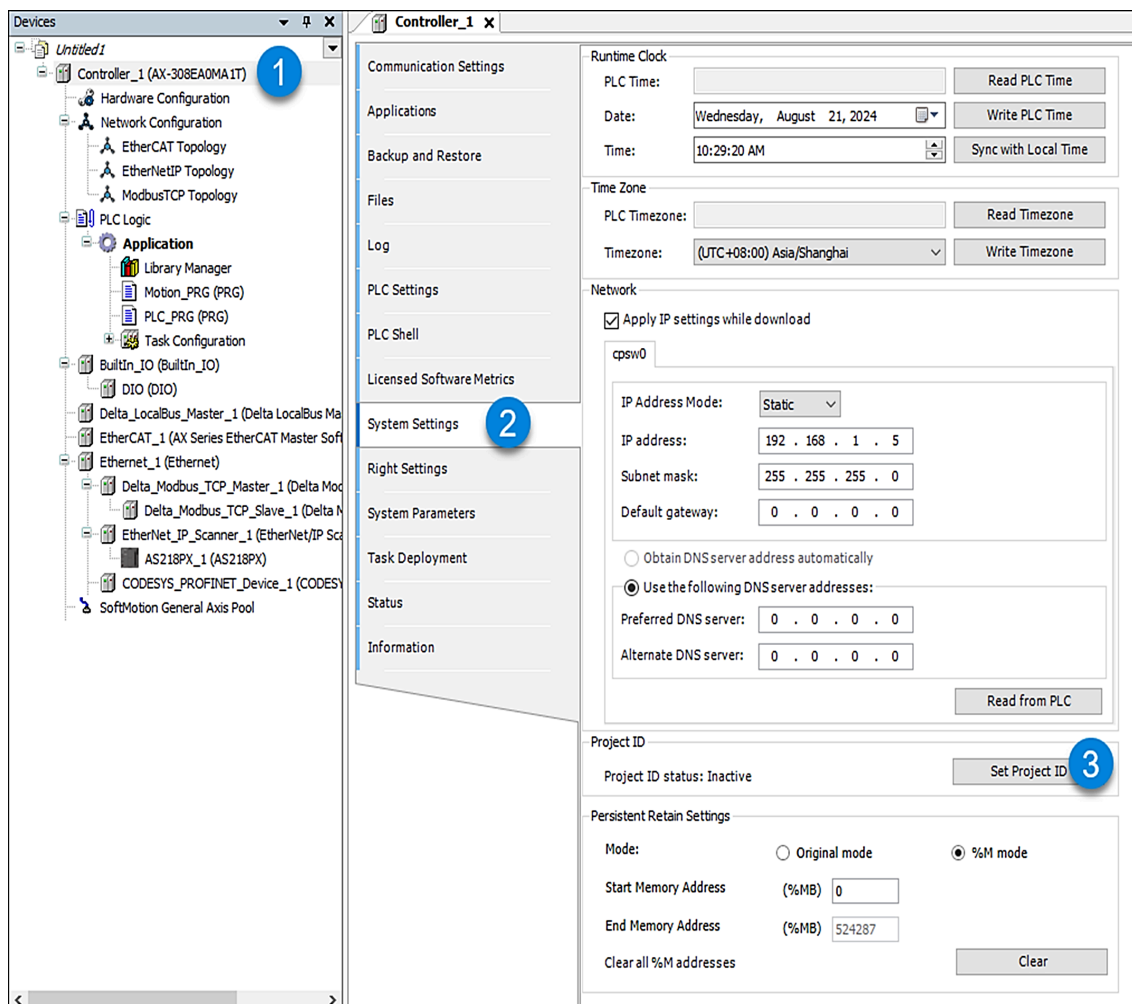 Devices
Untitled1
Controller_1 (AX-308EA0MA1T)
1
Hardware Configuration
Network Configuration
EtherCAT Topology
EtherNetIP Topology
ModbusTCP Topology
PLC Logic
Application
Library Manager
Motion_PRG (PRG)
PLC_PRG (PRG)
Task Configuration
BuiltIn_IO (BuiltIn_IO)
DIO (DIO)
Delta_LocalBus_Master_1 (Delta LocalBus Ma
EtherCAT_1 (AX Series EtherCAT Master Soft
Ethernet_1 (Ethernet)
Delta_Modbus_TCP_Master_1 (Delta Mod
Delta_Modbus_TCP_Slave_1 (Delta M
EtherNet_IP_Scanner_1 (EtherNet/IP Sca
AS218PX_1 (AS218PX)
CODESYS_PROFINET_Device_1 (CODESY
SoftMotion General Axis Pool
Controller_1
Communication Settings
Applications
Backup and Restore
Files
Log
PLC Settings
PLC Shell
Licensed Software Metrics
System Settings
2
Right Settings
System Parameters
Task Deployment
Status
Information
Runtime Clock
PLC Time: Read PLC Time
Date: Wednesday, August 21, 2024 Write PLC Time
Time: 10:29:20 AM Sync with Local Time
Time Zone
PLC Timezone: Read Timezone
Timezone: (UTC+08:00) Asia/Shanghai Write Timezone
Network
Apply IP settings while download
cpsw0
IP Address Mode: Static
IP address: 192 . 168 . 1 . 5
Subnet mask: 255 . 255 . 255 . 0
Default gateway: 0 . 0 . 0 . 0
Obtain DNS server address automatically
Use the following DNS server addresses:
Preferred DNS server: 0 . 0 . 0 . 0
Alternate DNS server: 0 . 0 . 0 . 0
Read from PLC
Project ID
Project ID status: Inactive Set Project ID
3
Persistent Retain Settings
Mode: Original mode %M mode
Start Memory Address (%MB) 0
End Memory Address (%MB) 524287
Clear all %M addresses Clear